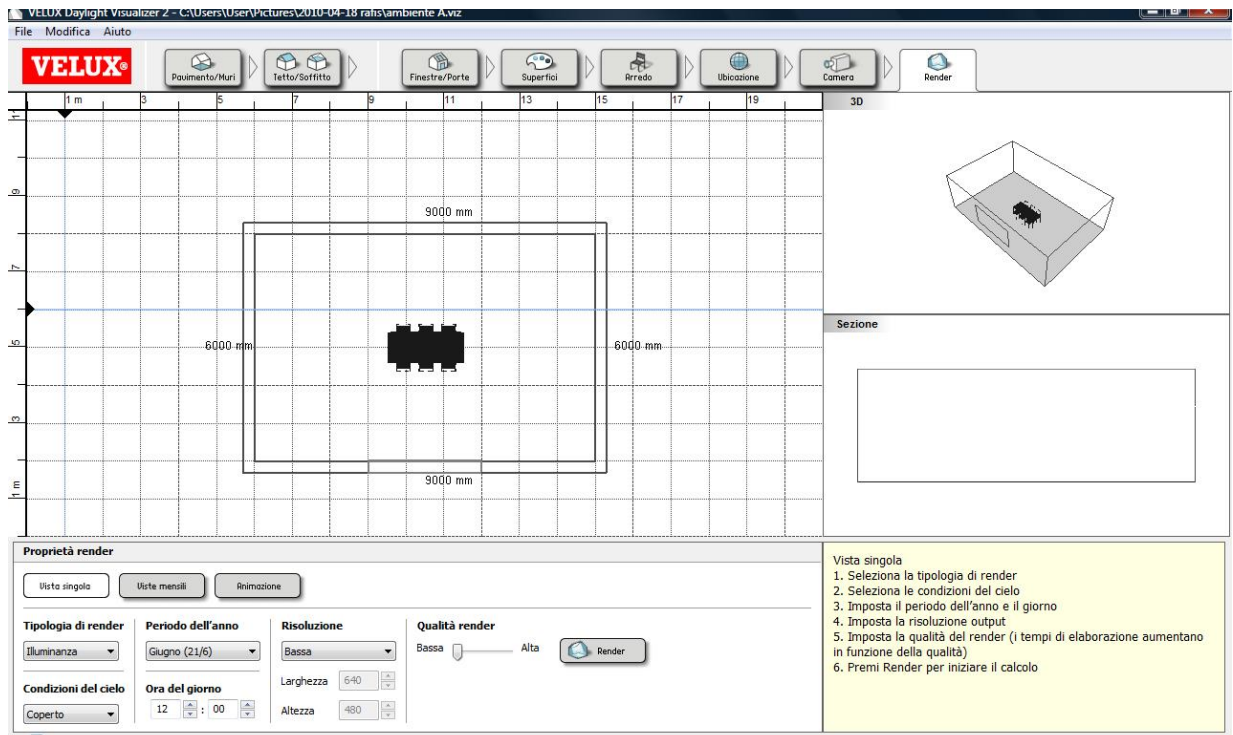 VELUX Daylight Visualizer 2 - C:\Users\User\Pictures\2010-04-18 rafis\ambiente A.viz
File Modifica Aiuto
VELUX®
Pavimento/Muri
Tetto/Soffitto
Finestre/Porte
Superfici
Arredo
Ubicazione
Camera
Render
1 m 3 5 7 9 11 13 15 17 19
3D
11
9
9000 mm
7
Sezione
5
6000 mm
6000 mm
3
9000 mm
1 m
Proprietà render
Vista singola
Viste mensili
Animazione
Tipologia di render
Periodo dell'anno
Risoluzione
Qualità render
Illuminanza
Giugno (21/6)
Bassa
Bassa
Alta
Render
Condizioni del cielo
Ora del giorno
Larghezza 640
Coperto
12 : 00
Altezza 480
Vista singola
1. Seleziona la tipologia di render
2. Seleziona le condizioni del cielo
3. Imposta il periodo dell'anno e il giorno
4. Imposta la risoluzione output
5. Imposta la qualità del render (i tempi di elaborazione aumentano
in funzione della qualità)
6. Premi Render per iniziare il calcolo